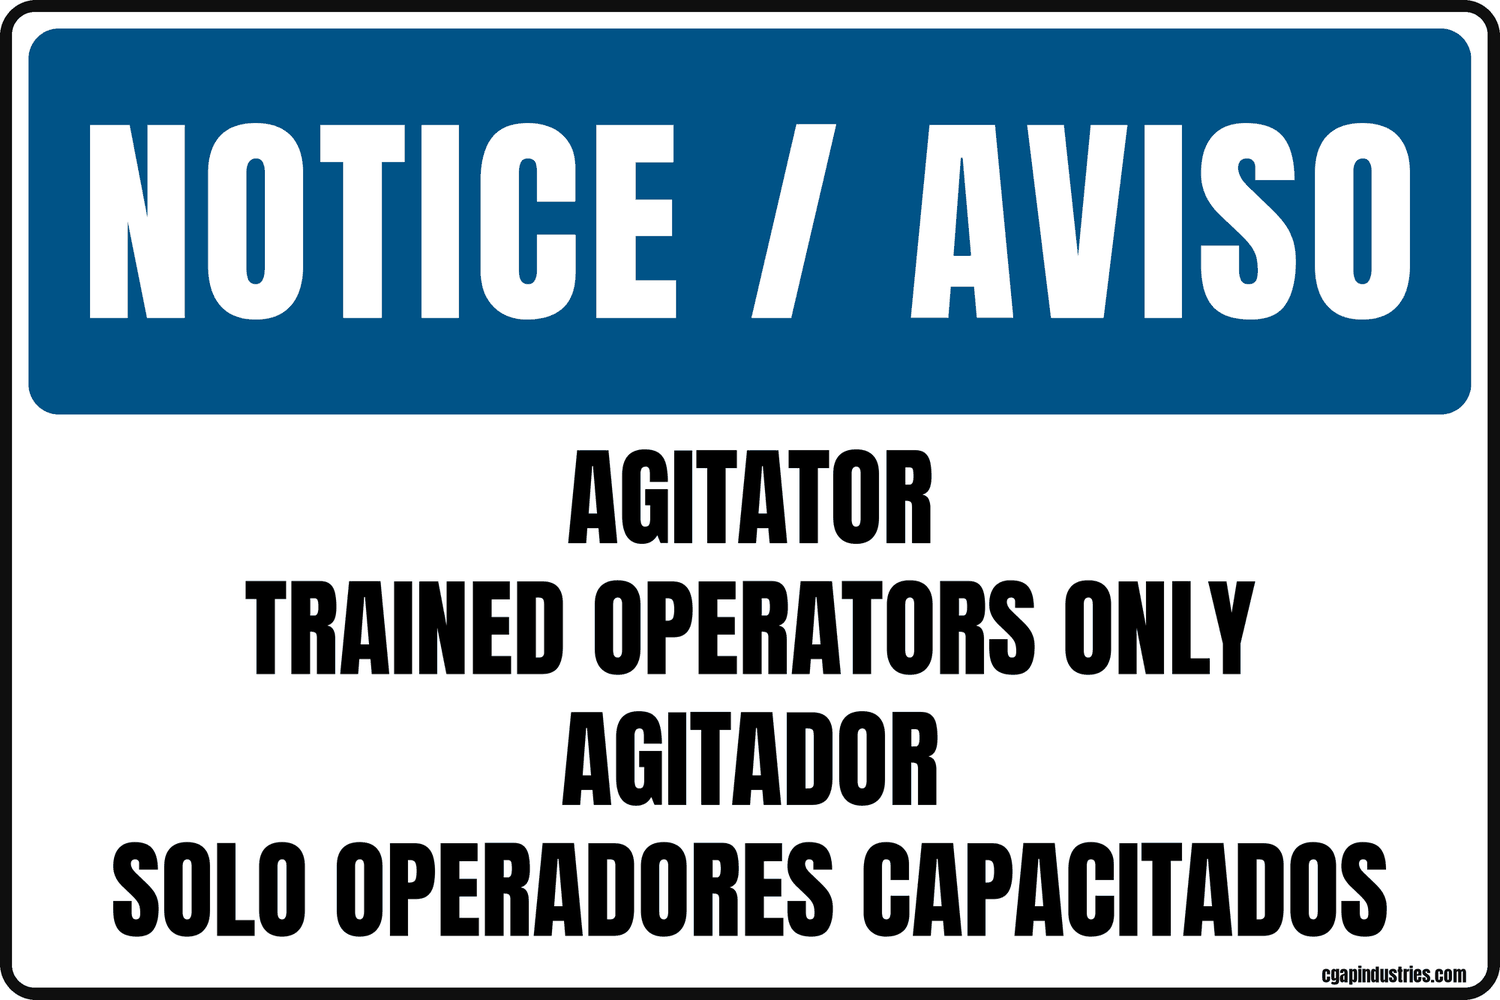 NOTICE / AVISO
AGITATOR
TRAINED OPERATORS ONLY
AGITADOR
SOLO OPERADORES CAPACITADOS
cgapindustries.com